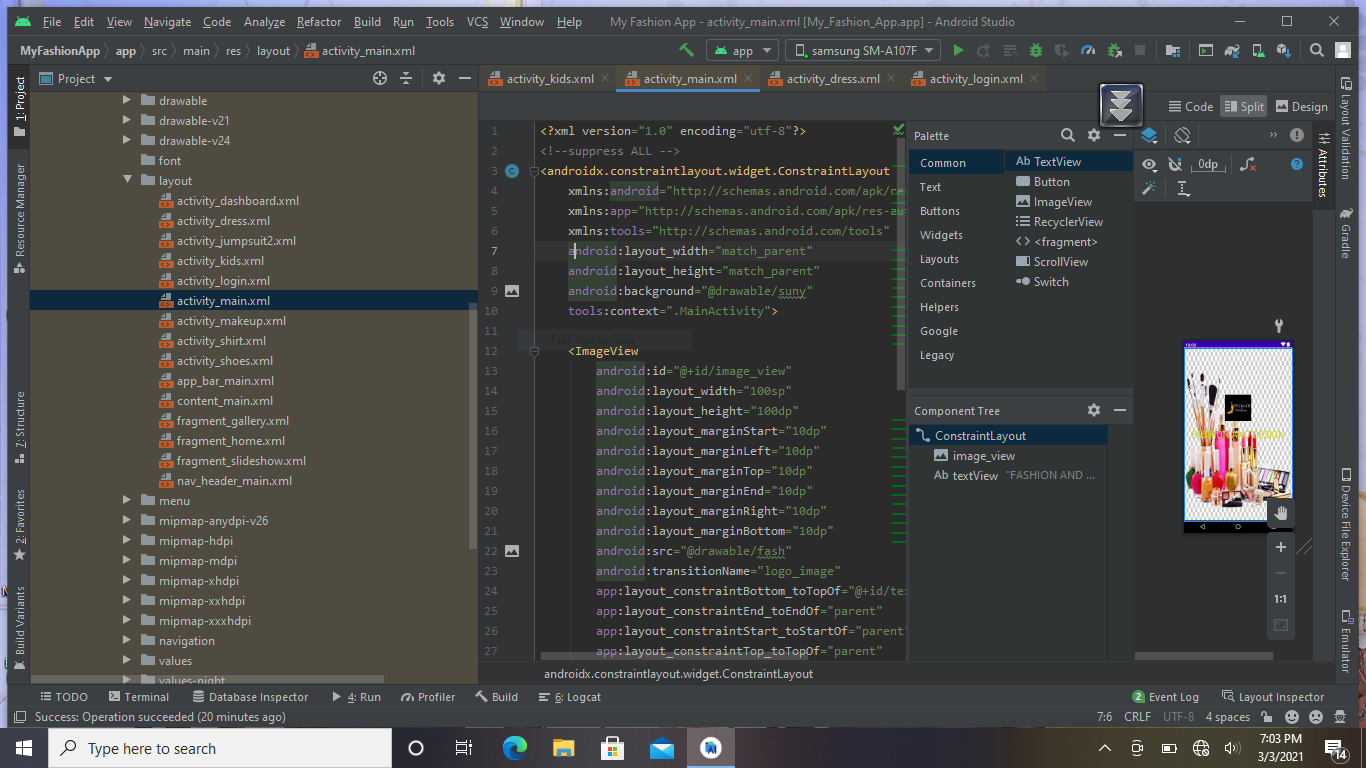 File Edit View Navigate Code Analyze Refactor Build Run Tools VCS Window Help My Fashion App - activity_main.xml [My_Fashion_App.app] - Android Studio
MyFashionApp app src main res layout activity_main.xml app samsung SM-A107F
Project
activity_kids.xml activity_main.xml activity_dress.xml activity_login.xml
Code Split Design
1: Project
Resource Manager
7: Structure
2: Favorites
Build Variants
drawable
drawable-v21
drawable-v24
font
layout
activity_dashboard.xml
activity_dress.xml
activity_jumpsuit2.xml
activity_kids.xml
activity_login.xml
activity_main.xml
activity_makeup.xml
activity_shirt.xml
activity_shoes.xml
app_bar_main.xml
content_main.xml
fragment_gallery.xml
fragment_home.xml
fragment_slideshow.xml
nav_header_main.xml
menu
mipmap-anydpi-v26
mipmap-hdpi
mipmap-mdpi
mipmap-xhdpi
mipmap-xxhdpi
mipmap-xxxhdpi
navigation
values
values-night
1 <?xml version="1.0" encoding="utf-8"?>
2 <!--suppress ALL -->
3 <androidx.constraintlayout.widget.ConstraintLayout
4 xmlns:android="http://schemas.android.com/apk/res
5 xmlns:app="http://schemas.android.com/apk/res-au
6 xmlns:tools="http://schemas.android.com/tools"
7 android:layout_width="match_parent"
8 android:layout_height="match_parent"
9 android:background="@drawable/suny"
10 tools:context=".MainActivity">
11
12 <ImageView
13 android:id="@+id/image_view"
14 android:layout_width="100sp"
15 android:layout_height="100dp"
16 android:layout_marginStart="10dp"
17 android:layout_marginLeft="10dp"
18 android:layout_marginTop="10dp"
19 android:layout_marginEnd="10dp"
20 android:layout_marginRight="10dp"
21 android:layout_marginBottom="10dp"
22 android:src="@drawable/fash"
23 android:transitionName="logo_image"
24 app:layout_constraintBottom_toTopOf="@+id/te
25 app:layout_constraintEnd_toEndOf="parent"
26 app:layout_constraintStart_toStartOf="parent"
27 app:layout_constraintTop_toTopOf="parent"
androidx.constraintlayout.widget.ConstraintLayout
Palette
Common
Text
Buttons
Widgets
Layouts
Containers
Helpers
Google
Legacy
Ab TextView
Button
ImageView
RecyclerView
<fragment>
ScrollView
Switch
Component Tree
ConstraintLayout
image_view
Ab textView "FASHION AND ...
0dp
1:1
Layout Validation
Attributes
Gradle
Device File Explorer
Emulator
TODO Terminal Database Inspector 4: Run Profiler Build 6: Logcat 2 Event Log Layout Inspector
Success: Operation succeeded (20 minutes ago) 7:6 CRLF UTF-8 4 spaces
Type here to search
7:03 PM
3/3/2021
14